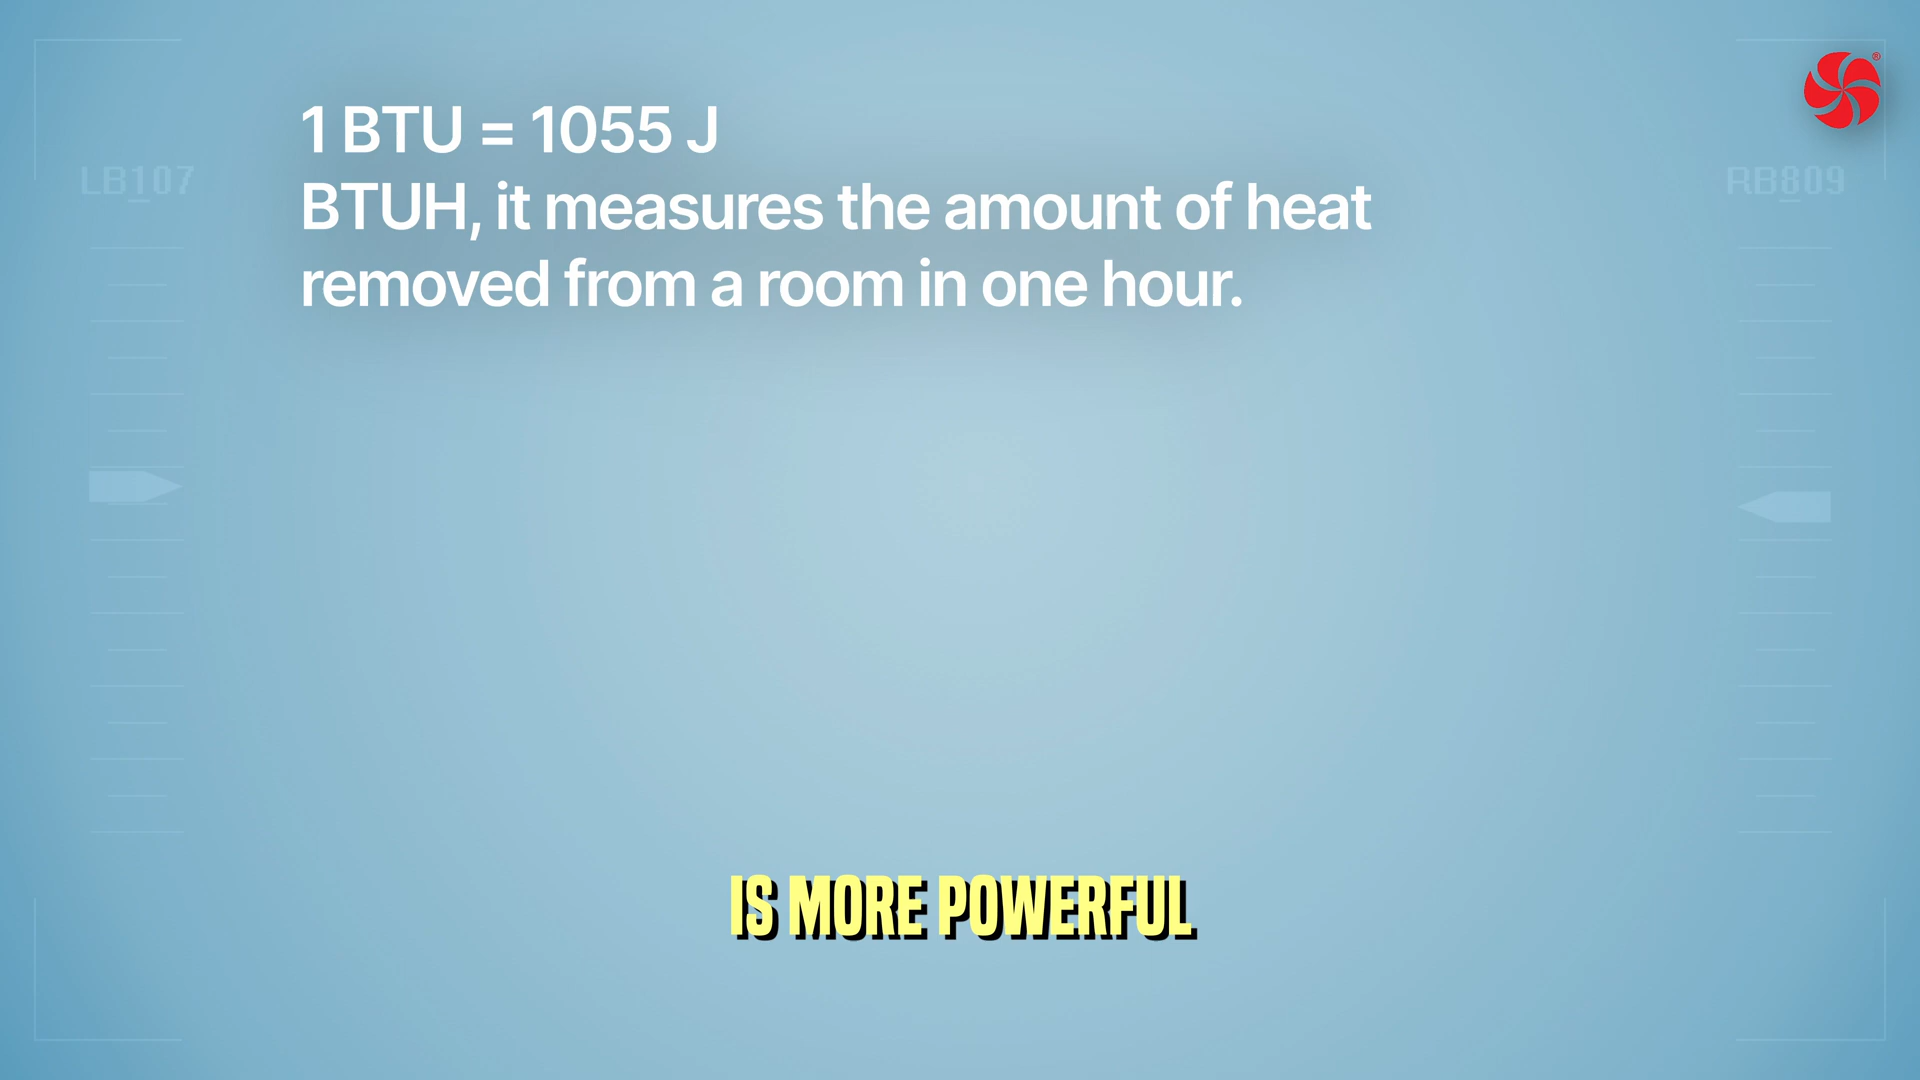 1 BTU = 1055 J
LB107
RB809
BTUH, it measures the amount of heat
removed from a room in one hour.
IS MORE POWERFUL
®